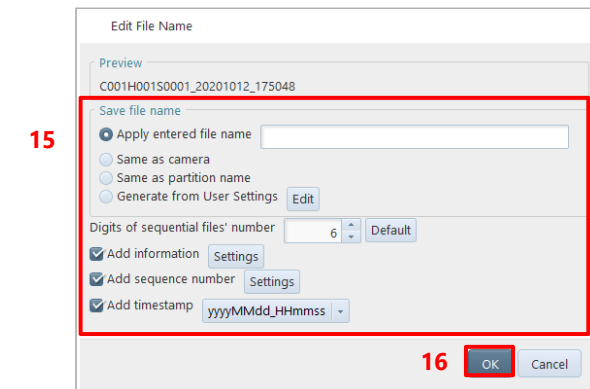 Edit File Name
Preview
C001H001S0001_20201012_175048
Save file name
15
Apply entered file name
Same as camera
Same as partition name
Generate from User Settings Edit
Digits of sequential files' number 6 Default
Add information Settings
Add sequence number Settings
Add timestamp yyyyMMdd_HHmmss
16 OK Cancel